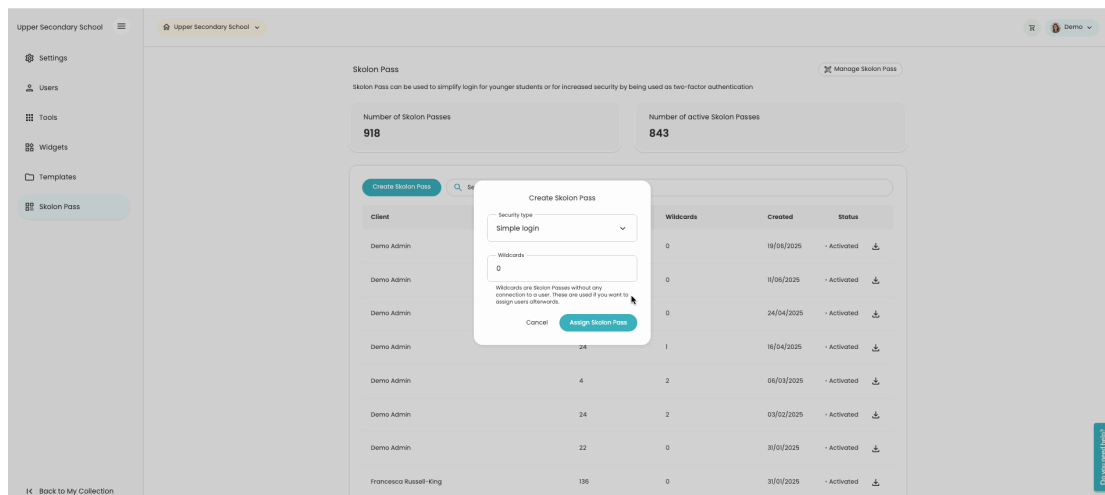 Upper Secondary School
Upper Secondary School
Demo
Settings
Users
Tools
Widgets
Templates
Skolon Pass
Back to My Collection
Skolon Pass
Manage Skolon Pass
Skolon Pass can be used to simplify login for younger students or for increased security by being used as two-factor authentication
Number of Skolon Passes
918
Number of active Skolon Passes
843
Create Skolon Pass
Se
Client Wildcards Created Status
Demo Admin 0 19/06/2025 • Activated
Demo Admin 0 11/06/2025 • Activated
Demo Admin 0 24/04/2025 • Activated
Demo Admin 24 1 16/04/2025 • Activated
Demo Admin 4 2 06/03/2025 • Activated
Demo Admin 24 2 03/02/2025 • Activated
Demo Admin 22 0 31/01/2025 • Activated
Francesca Russell-King 136 0 31/01/2025 • Activated
Create Skolon Pass
Security type
Simple login
Wildcards
0
Wildcards are Skolon Passes without any
connection to a user. These are used if you want to
assign users afterwards.
Cancel Assign Skolon Pass
Do you need help?